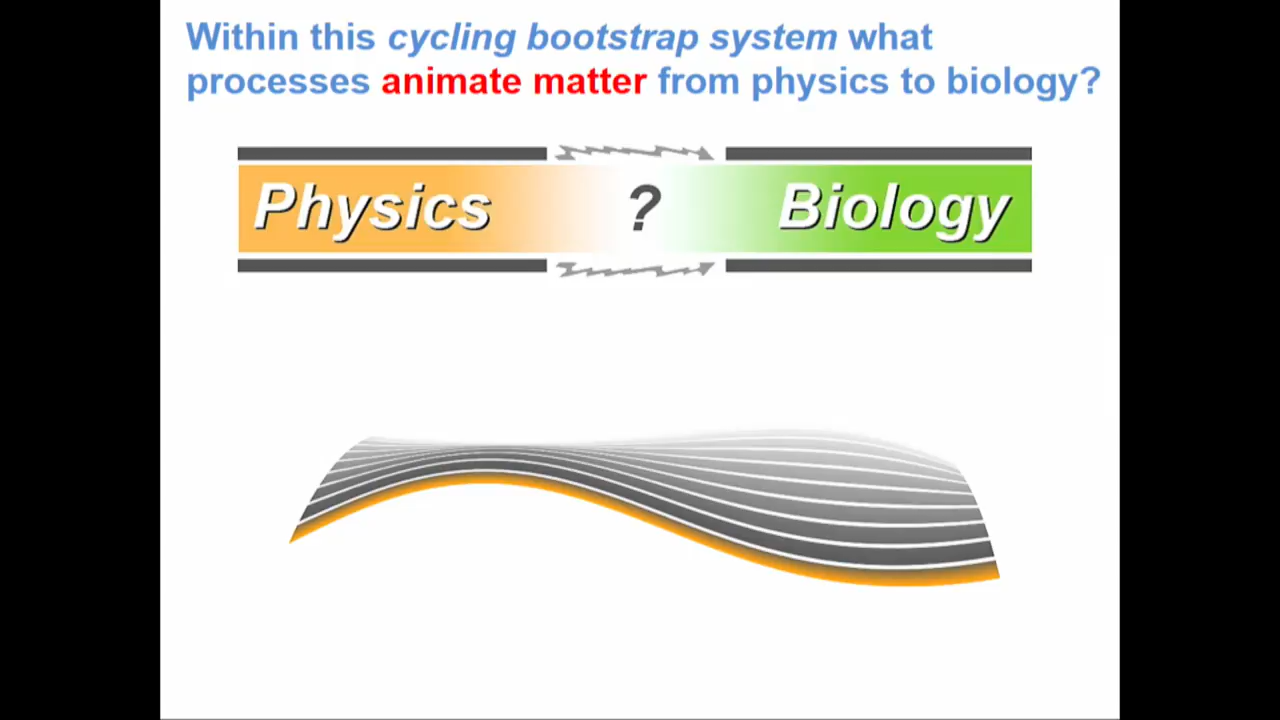 Within this cycling bootstrap system what
processes animate matter from physics to biology?
Physics ? Biology